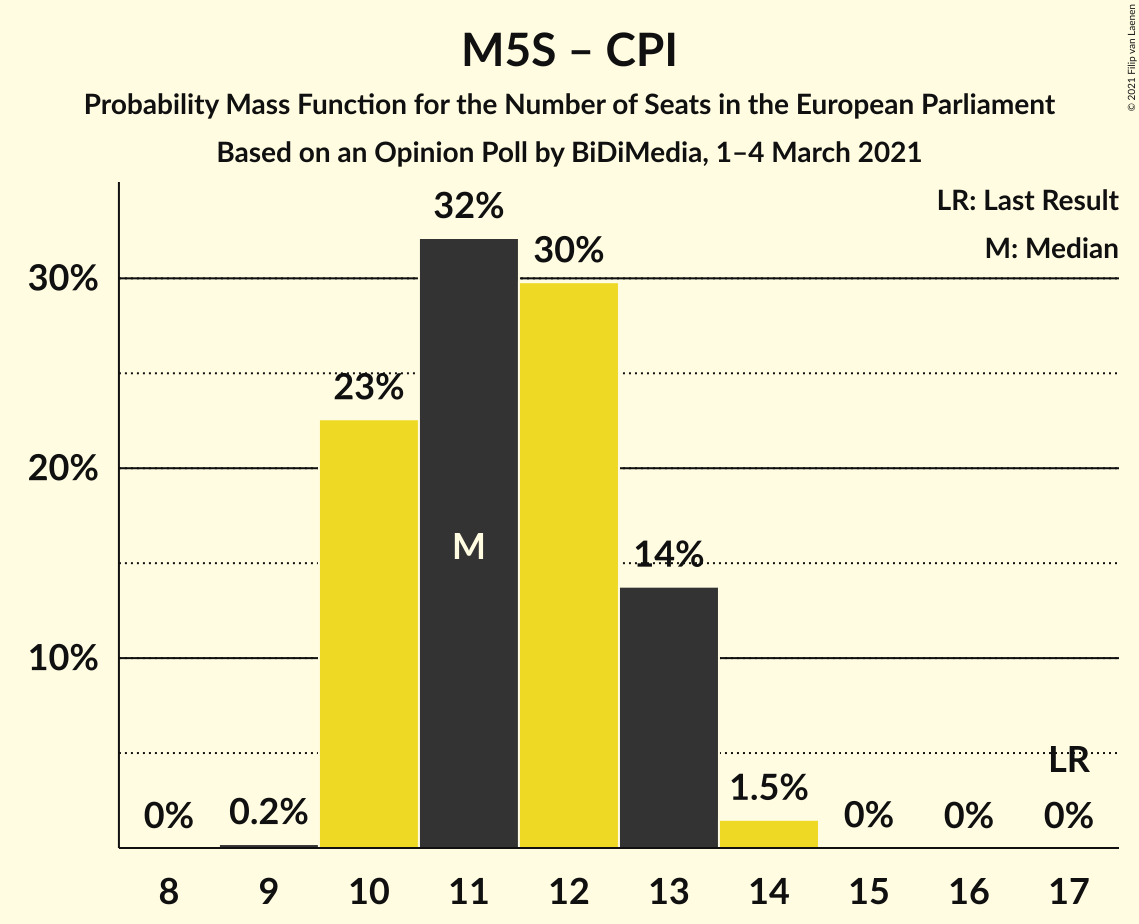 M5S – CPI
Probability Mass Function for the Number of Seats in the European Parliament
Based on an Opinion Poll by BiDiMedia, 1–4 March 2021
© 2021 Filip van Laenen
LR: Last Result
M: Median
32%
30%
30%
23%
20%
M
14%
10%
LR
1.5%
0%
0.2%
0%
0%
0%
8 9 10 11 12 13 14 15 16 17